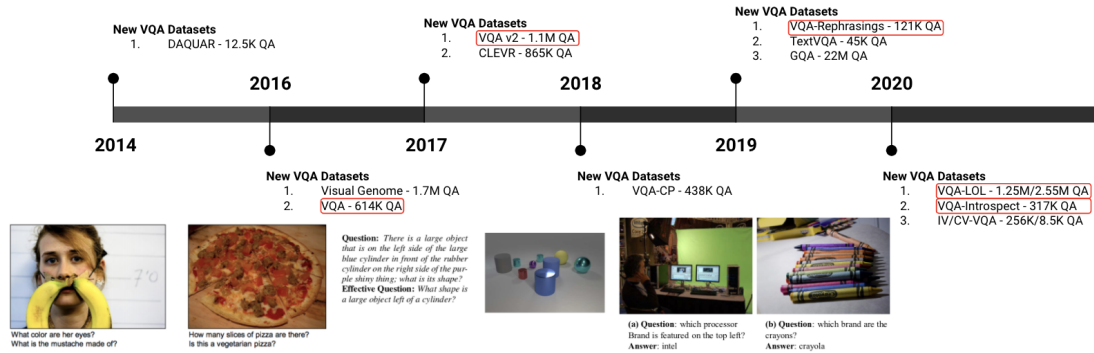 New VQA Datasets
1. DAQUAR - 12.5K QA
New VQA Datasets
1. VQA v2 - 1.1M QA
2. CLEVR - 865K QA
New VQA Datasets
1. VQA-Rephrasings - 121K QA
2. TextVQA - 45K QA
3. GQA - 22M QA
2016
2018
2020
2014
2017
2019
New VQA Datasets
1. Visual Genome - 1.7M QA
2. VQA - 614K QA
New VQA Datasets
1. VQA-CP - 438K QA
New VQA Datasets
1. VQA-LOL - 1.25M/2.55M QA
2. VQA-Introspect - 317K QA
3. IV/CV-VQA - 256K/8.5K QA
What color are her eyes?
What is the mustache made of?
How many slices of pizza are there?
Is this a vegetarian pizza?
Question: There is a large object
that is on the left side of the large
blue cylinder in front of the rubber
cylinder on the right side of the pur-
ple shiny thing; what is its shape?
Effective Question: What shape is
a large object left of a cylinder?
(a) Question: which processor
Brand is featured on the top left?
Answer: intel
(b) Question: which brand are the
crayons?
Answer: crayola